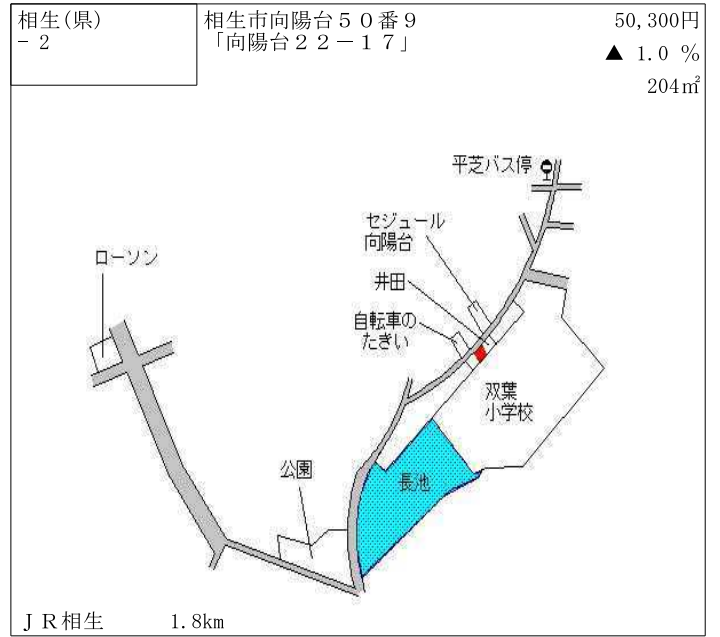 相生(県)
- 2
相生市向陽台５０番９
「向陽台２２－１７」
50,300円
▲ 1.0 %
204㎡
平芝バス停
セジュール
向陽台
井田
自転車の
たきい
ローソン
双葉
小学校
長池
公園
ＪＲ相生 1.8km